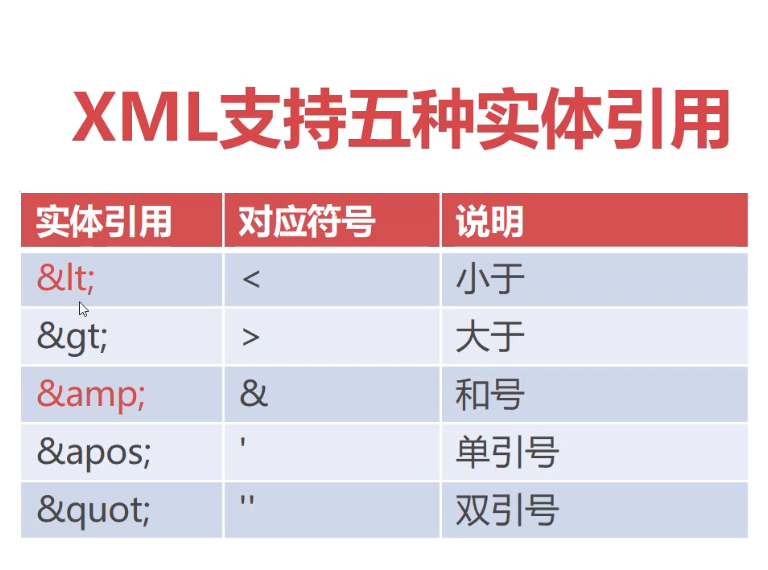 XML支持五种实体引用
实体引用 对应符号 说明
&lt; < 小于
&gt; > 大于
&amp; & 和号
&apos; ' 单引号
&quot; '' 双引号